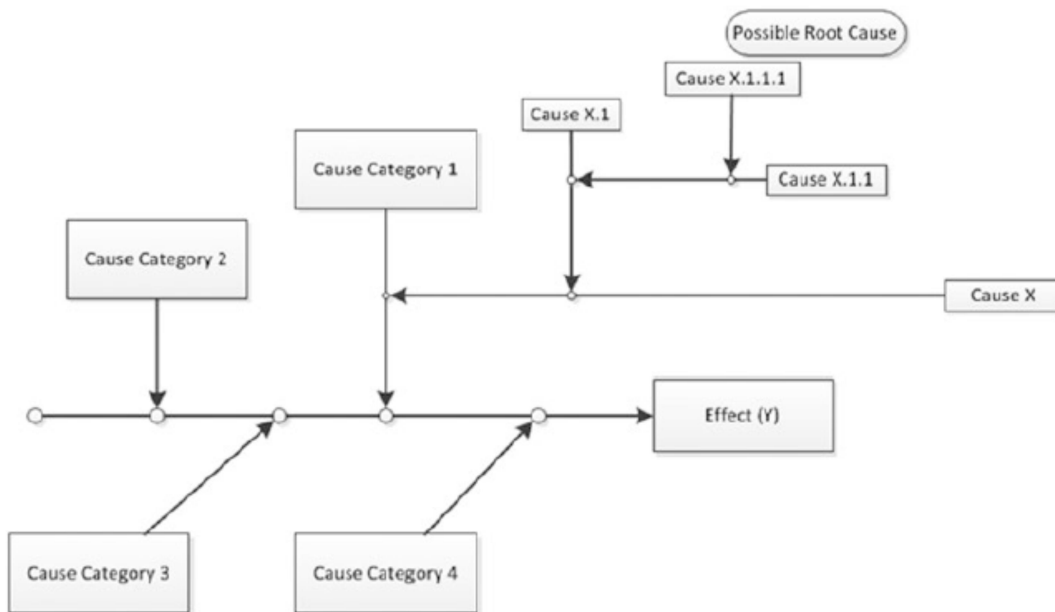 Possible Root Cause
Cause X.1.1.1
Cause X.1
Cause Category 1
Cause X.1.1
Cause Category 2
Cause X
Effect (Y)
Cause Category 3
Cause Category 4